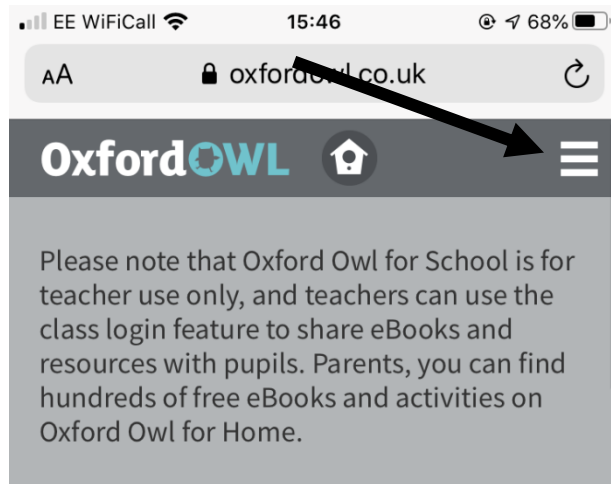 EE WiFiCall 15:46 68%
AA oxfordowl.co.uk
OxfordOWL
Please note that Oxford Owl for School is for
teacher use only, and teachers can use the
class login feature to share eBooks and
resources with pupils. Parents, you can find
hundreds of free eBooks and activities on
Oxford Owl for Home.